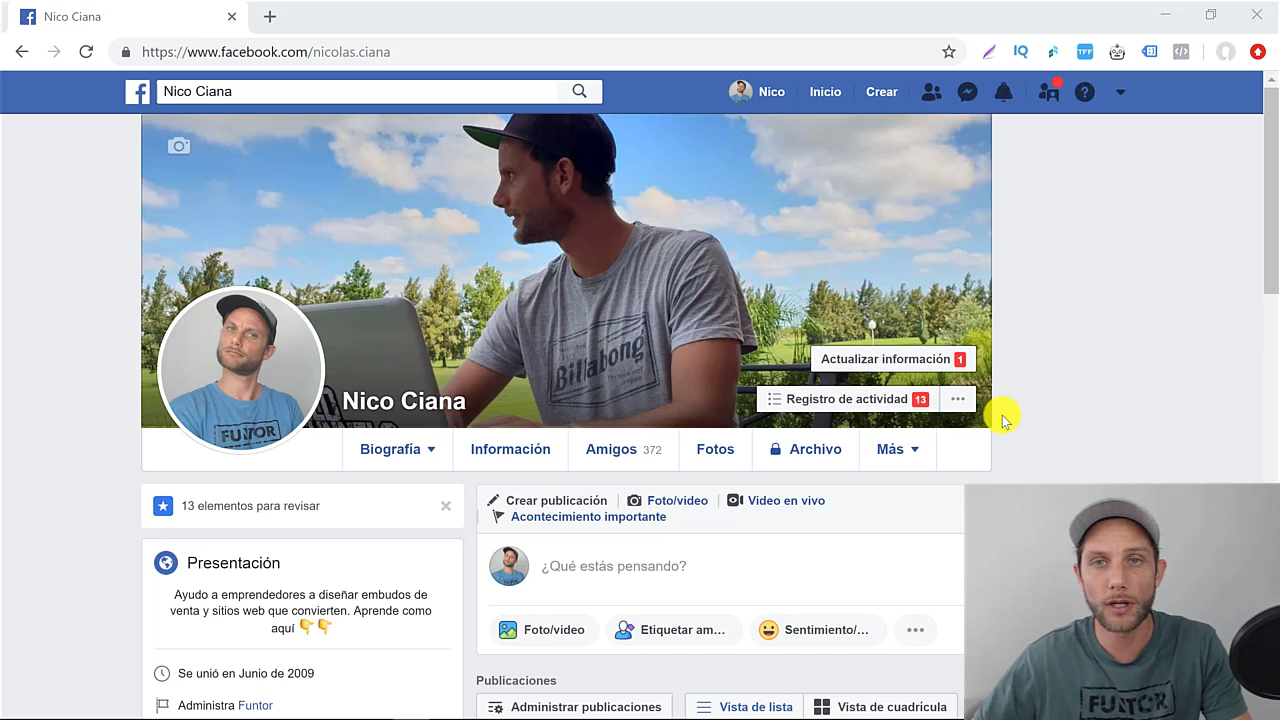 Nico Ciana
https://www.facebook.com/nicolas.ciana
IQ
TFF
Nico Ciana
Nico
Inicio
Crear
Billabong
FUNTOR
Nico Ciana
Actualizar información 1
Registro de actividad 13
Biografía
Información
Amigos 372
Fotos
Archivo
Más
13 elementos para revisar
Crear publicación
Foto/video
Video en vivo
Acontecimiento importante
Presentación
Ayudo a emprendedores a diseñar embudos de
venta y sitios web que convierten. Aprende como
aquí 👇👇
¿Qué estás pensando?
Foto/video
Etiquetar am...
Sentimiento/...
Se unió en Junio de 2009
Administra Funtor
Publicaciones
Administrar publicaciones
Vista de lista
Vista de cuadrícula
FUNTOR